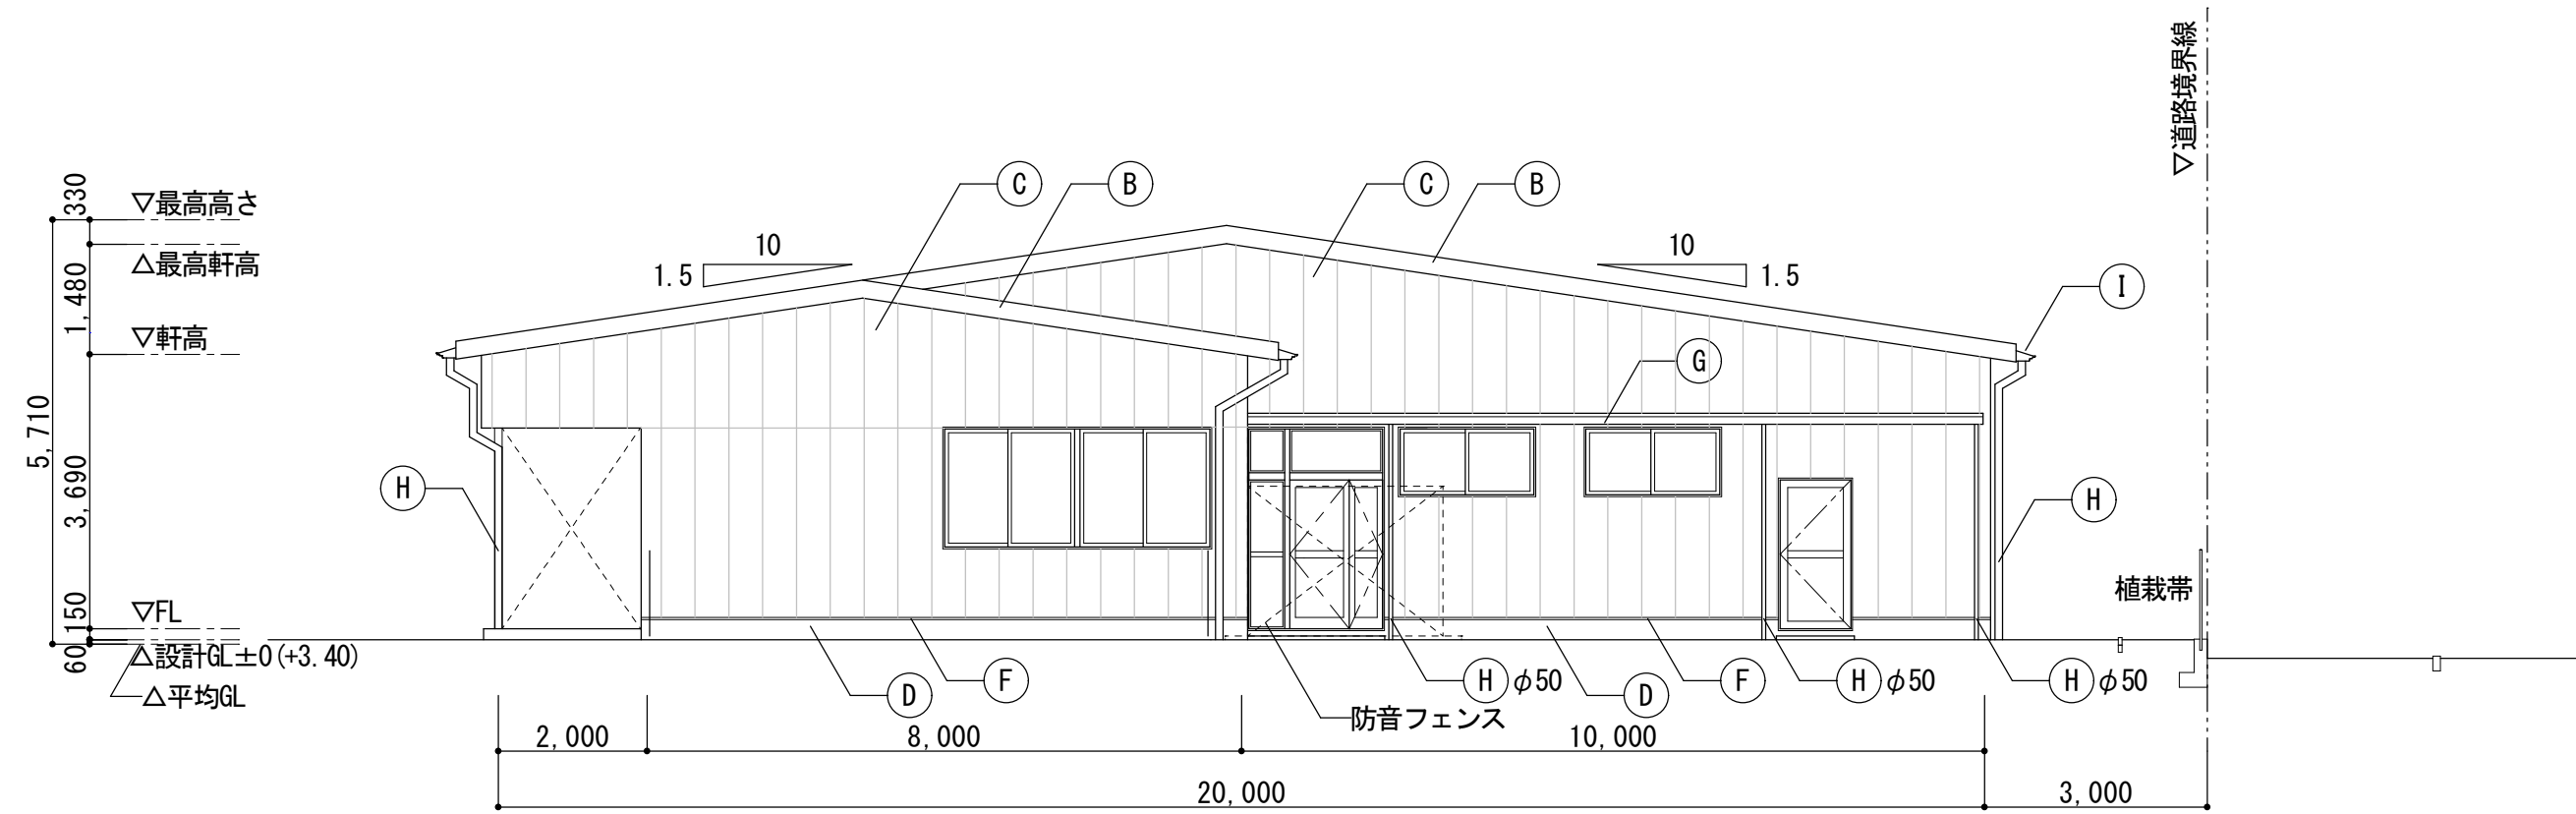 ▽道路境界線
C
B
C
B
330
▽最高高さ
△最高軒高
10
1.5
10
1.5
I
1,480
▽軒高
G
5,710
3,690
H
H
植栽帯
150
▽FL
60
△設計GL±0(+3.40)
△平均GL
D
F
H φ50
D
F
H φ50
H φ50
防音フェンス
2,000
8,000
10,000
20,000
3,000